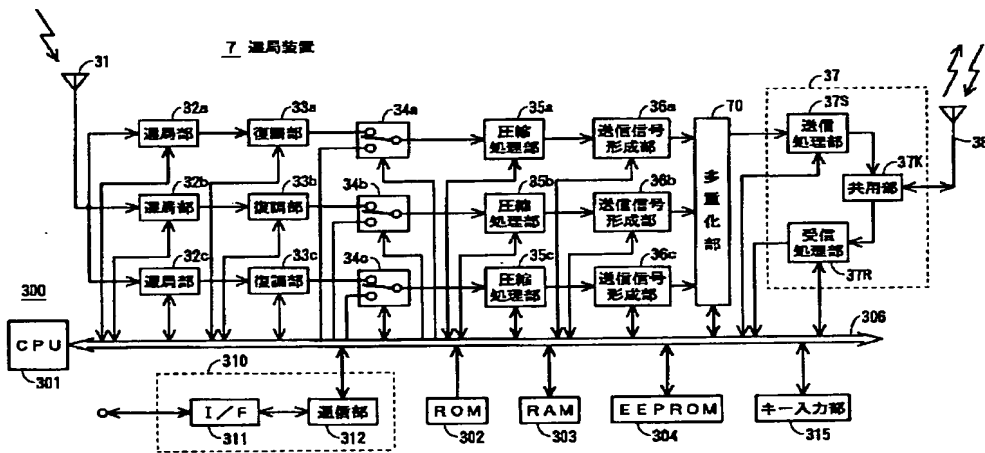 7 選局装置
31
32a
33a
34a
35a
36a
70
37
37S
選局部
復調部
圧縮
処理部
送信信号
形成部
多重化部
送信
処理部
38
37K
共用部
32b
33b
34b
35b
36b
選局部
復調部
圧縮
処理部
送信信号
形成部
32c
33c
34c
35c
36c
選局部
復調部
圧縮
処理部
送信信号
形成部
受信
処理部
37R
300
CPU
301
306
310
I/F
311
通信部
312
ROM
302
RAM
303
EEPROM
304
キー入力部
315